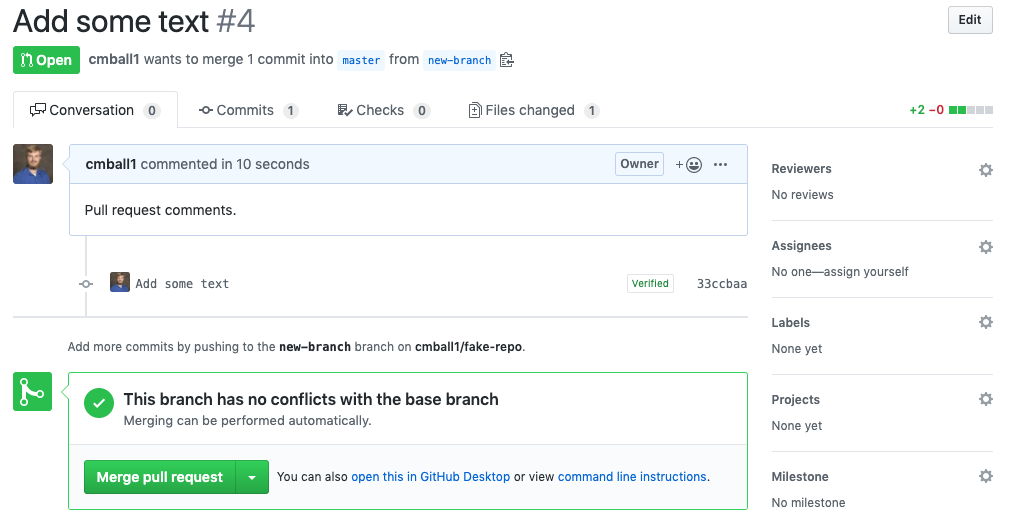 Add some text #4
Edit
Open cmball1 wants to merge 1 commit into master from new-branch
Conversation 0 Commits 1 Checks 0 Files changed 1 +2 −0
cmball1 commented in 10 seconds Owner + ...
Pull request comments.
Add some text Verified 33ccbaa
Add more commits by pushing to the new-branch branch on cmball1/fake-repo.
This branch has no conflicts with the base branch
Merging can be performed automatically.
Merge pull request You can also open this in GitHub Desktop or view command line instructions.
Reviewers
No reviews
Assignees
No one—assign yourself
Labels
None yet
Projects
None yet
Milestone
No milestone